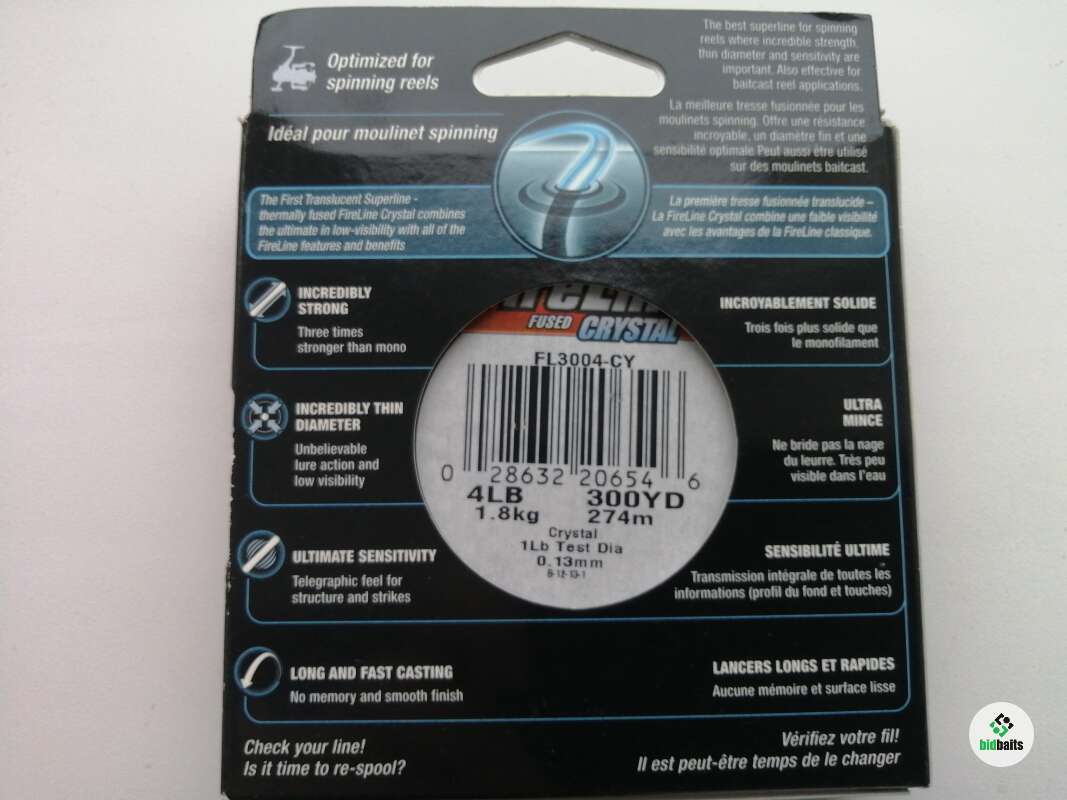 Optimized for
spinning reels
Idéal pour moulinet spinning
The best superline for spinning
reels where incredible strength,
thin diameter and sensitivity are
important. Also effective for
baitcast reel applications.
La meilleure tresse fusionnée pour les
moulinets spinning. Offre une résistance
incroyable, un diamètre fin et une
sensibilité optimale Peut aussi être utilisé
sur des moulinets baitcast.
The First Translucent Superline -
thermally fused FireLine Crystal combines
the ultimate in low-visibility with all of the
FireLine features and benefits
La première tresse fusionnée translucide –
La FireLine Crystal combine une faible visibilité
avec les avantages de la FireLine classique.
INCREDIBLY
STRONG
Three times
stronger than mono
INCROYABLEMENT SOLIDE
Trois fois plus solide que
le monofilament
FUSED CRYSTAL
FL3004-CY
0 28632 20654 6
4LB 300YD
1.8kg 274m
Crystal
1Lb Test Dia
0.13mm
INCREDIBLY THIN
DIAMETER
Unbelievable
lure action and
low visibility
ULTRA
MINCE
Ne bride pas la nage
du leurre. Très peu
visible dans l'eau
ULTIMATE SENSITIVITY
Telegraphic feel for
structure and strikes
SENSIBILITÉ ULTIME
Transmission intégrale de toutes les
informations (profil du fond et touches)
LONG AND FAST CASTING
No memory and smooth finish
LANCERS LONGS ET RAPIDES
Aucune mémoire et surface lisse
Check your line!
Is it time to re-spool?
Vérifiez votre fil!
Il est peut-être temps de le changer
bidbaits